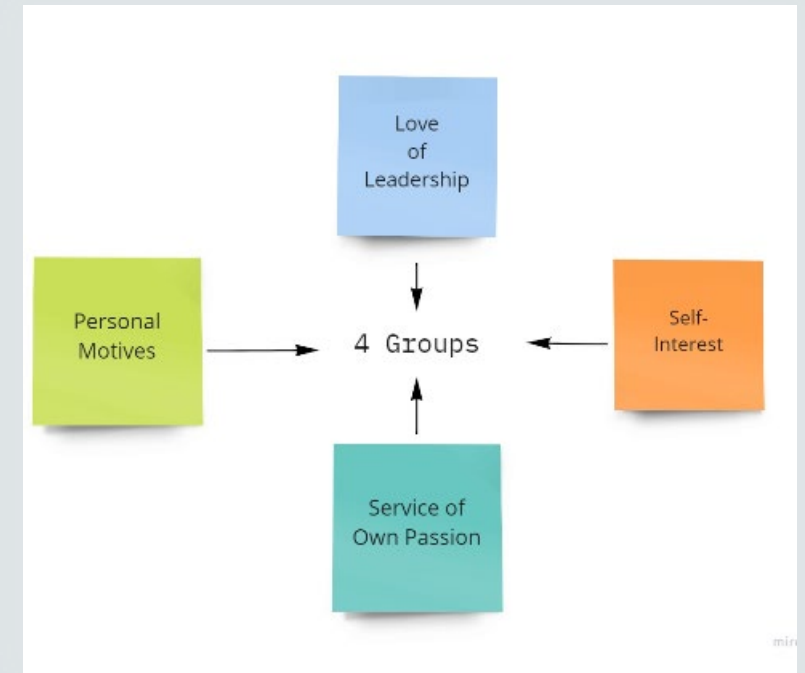 Love
of
Leadership
Personal
Motives
4 Groups
Self-
Interest
Service of
Own Passion